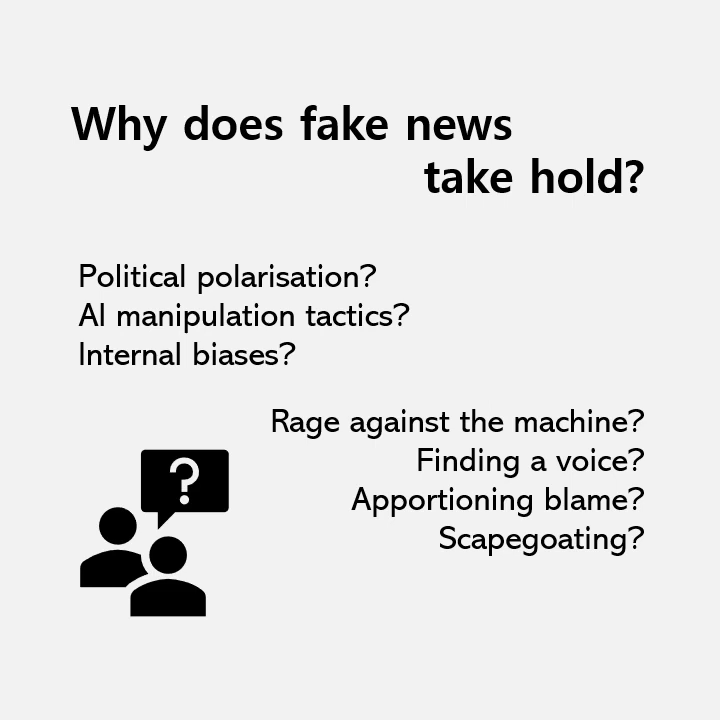 Why does fake news
take hold?
Political polarisation?
AI manipulation tactics?
Internal biases?
Rage against the machine?
Finding a voice?
Apportioning blame?
Scapegoating?
?